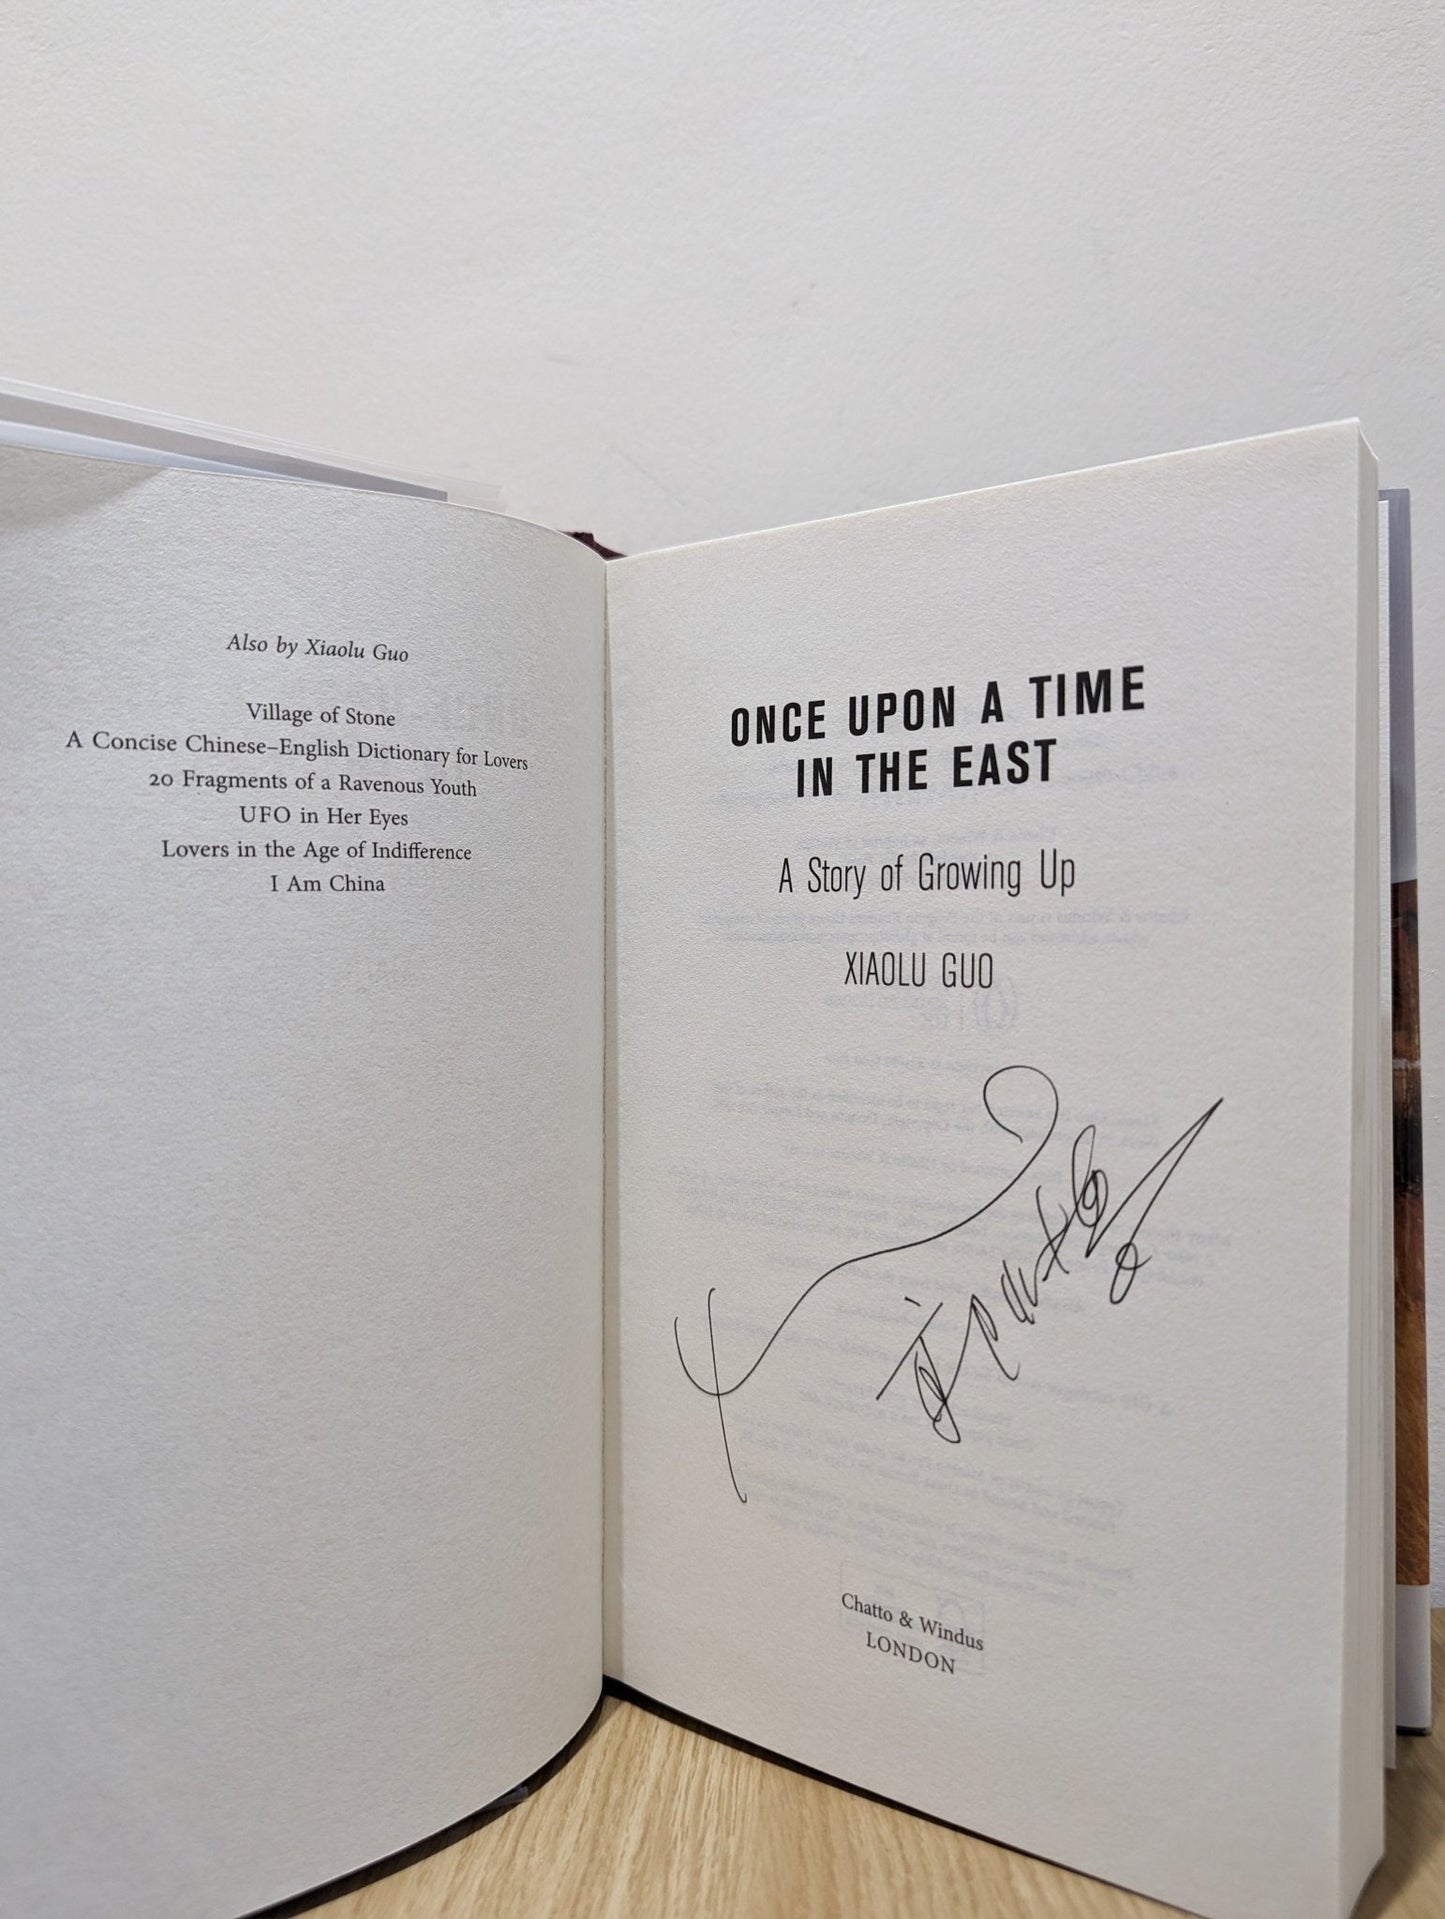 Also by Xiaolu Guo
Village of Stone
A Concise Chinese–English Dictionary for Lovers
20 Fragments of a Ravenous Youth
UFO in Her Eyes
Lovers in the Age of Indifference
I Am China
ONCE UPON A TIME
IN THE EAST
A Story of Growing Up
XIAOLU GUO
Chatto & Windus
LONDON